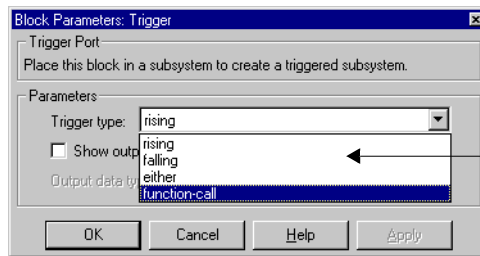 Block Parameters: Trigger
Trigger Port
Place this block in a subsystem to create a triggered subsystem.
Parameters
Trigger type: rising
rising
Show outp
falling
either
Output data ty
function-call
OK Cancel Help Apply